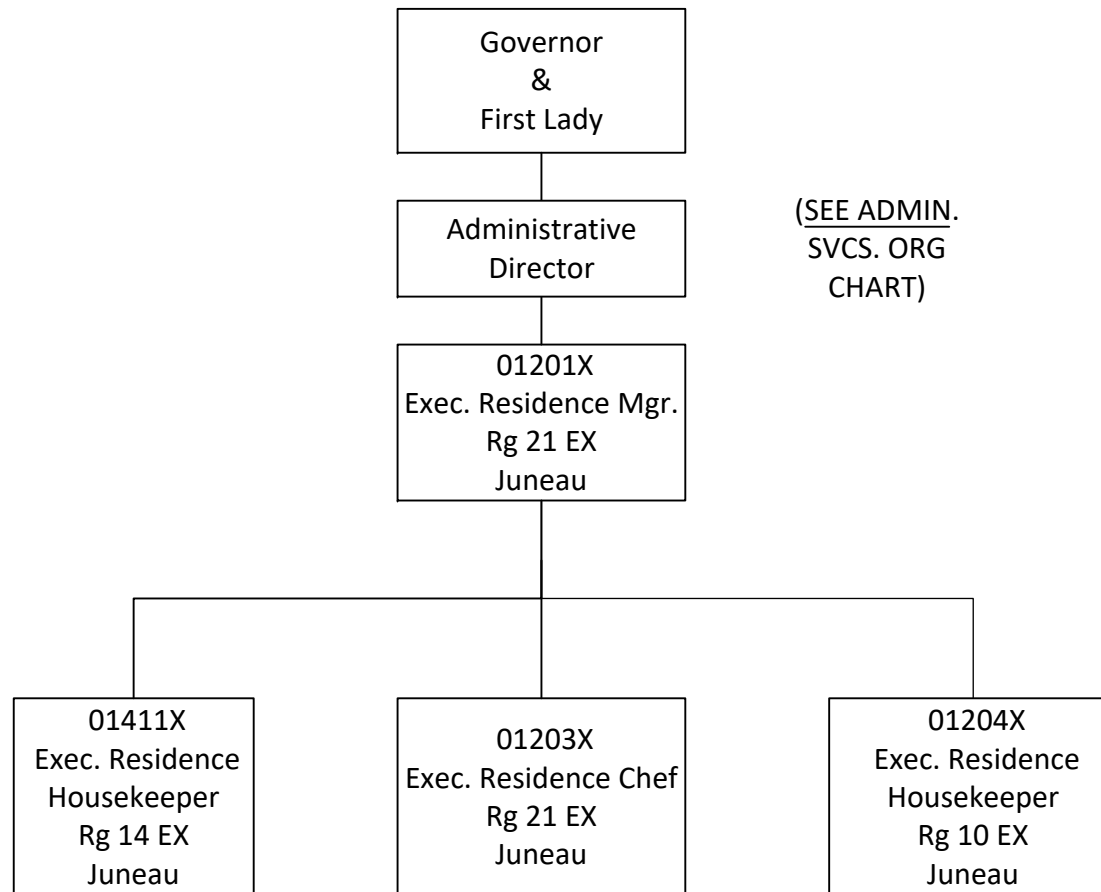 Governor
&
First Lady
Administrative
Director
(SEE ADMIN.
SVCS. ORG
CHART)
01201X
Exec. Residence Mgr.
Rg 21 EX
Juneau
01411X
Exec. Residence
Housekeeper
Rg 14 EX
Juneau
01203X
Exec. Residence Chef
Rg 21 EX
Juneau
01204X
Exec. Residence
Housekeeper
Rg 10 EX
Juneau